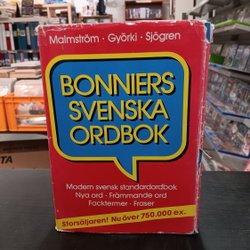 Malmström · Györki · Sjögren
BONNIERS
SVENSKA
ORDBOK
Modern svensk standardordbok
Nya ord · Främmande ord
Facktermer · Fraser
Storsäljaren! Nu över 750.000 ex.